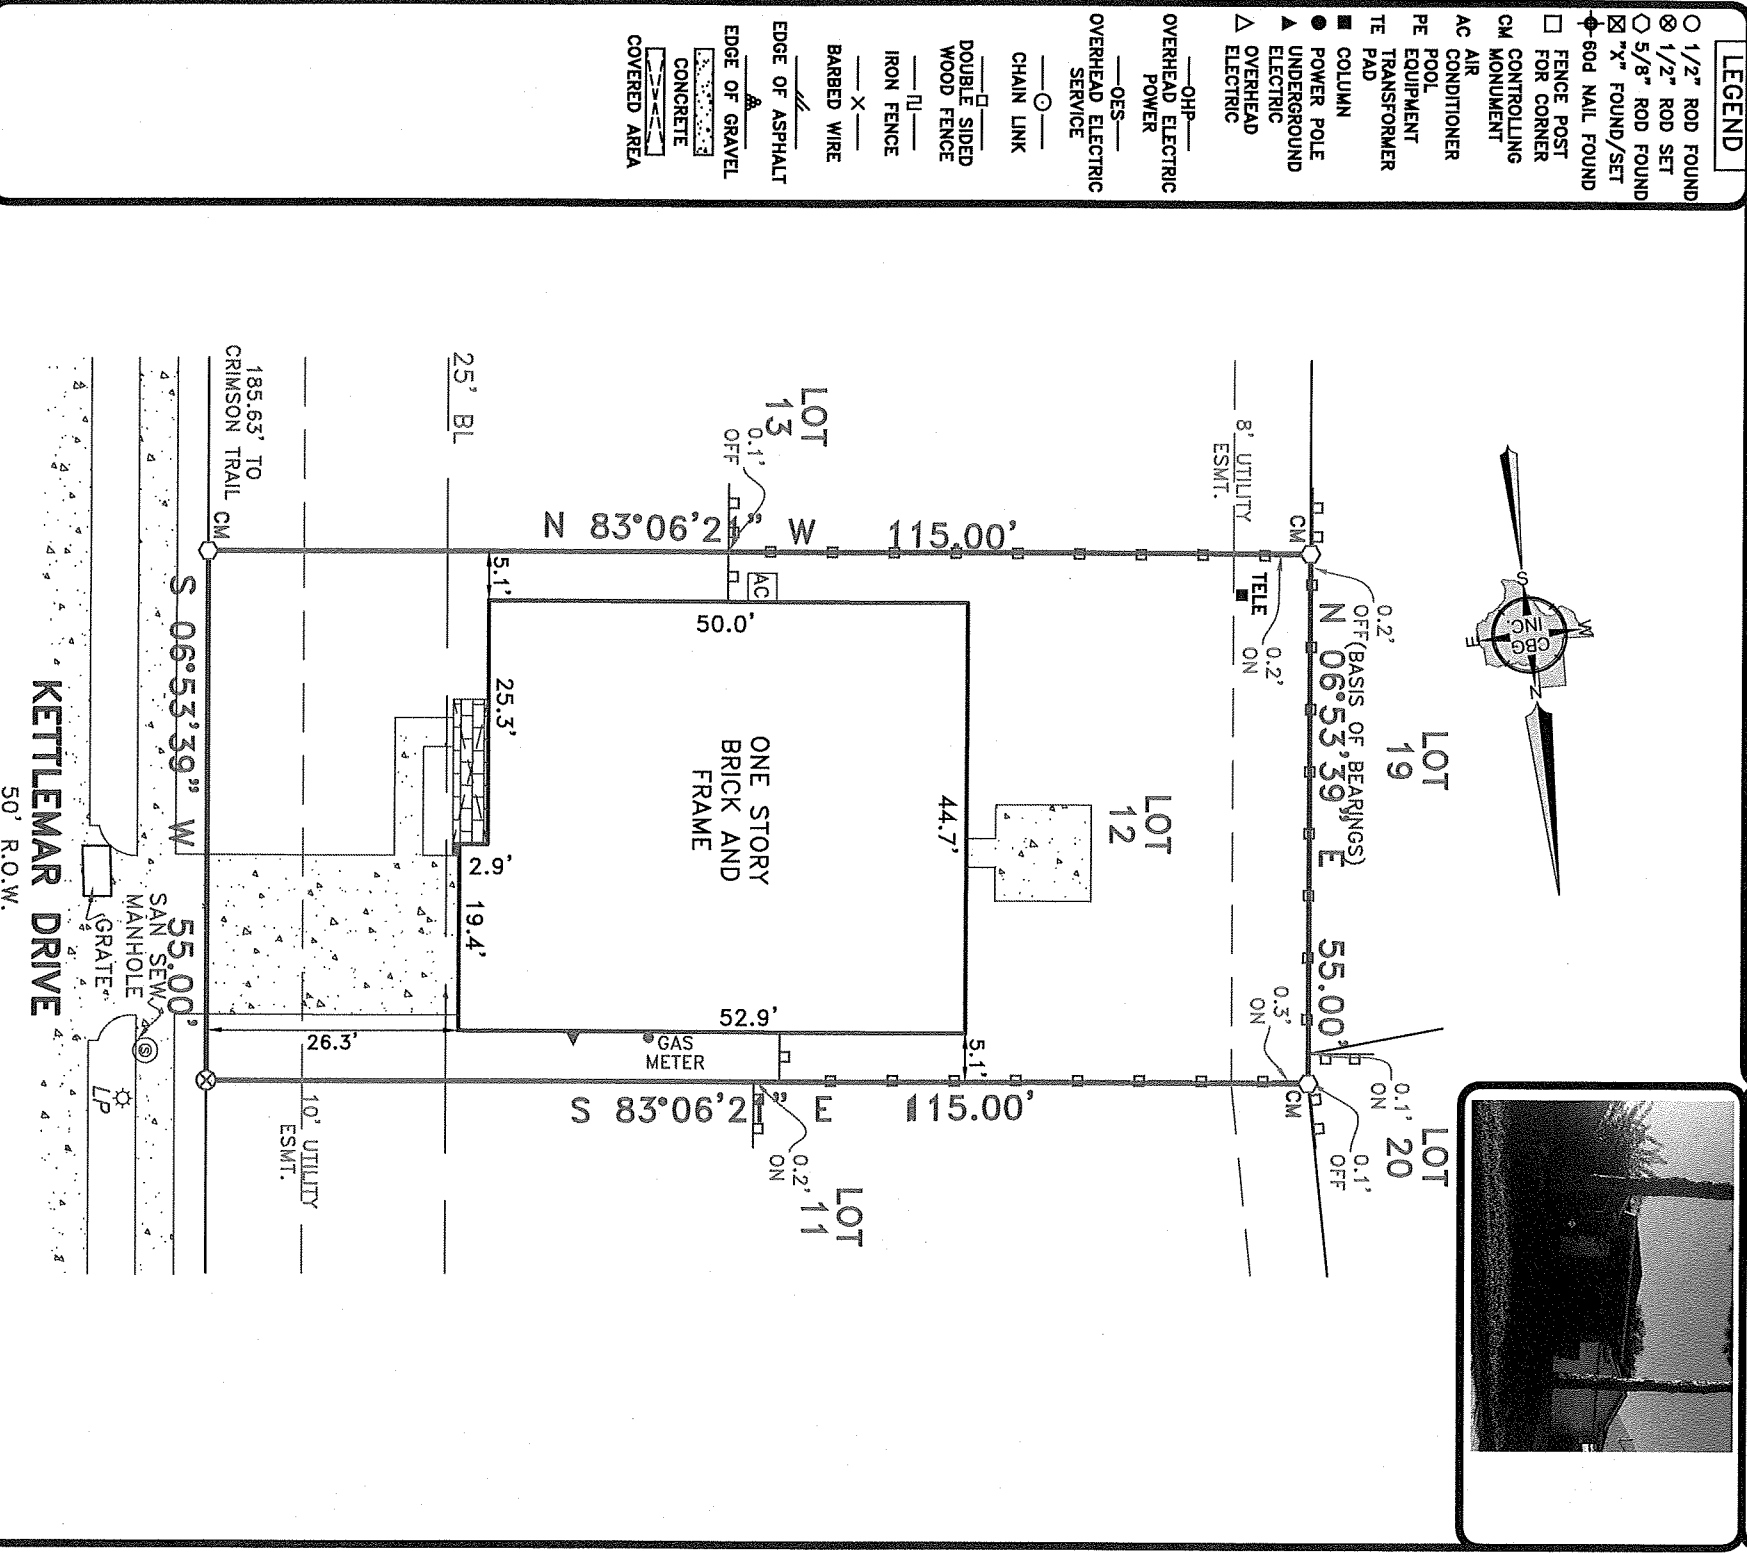 LEGEND
1/2" ROD FOUND
1/2" ROD SET
5/8" ROD FOUND
"X" FOUND/SET
60d NAIL FOUND
FENCE POST
FOR CORNER
CM CONTROLLING
MONUMENT
AC AIR
CONDITIONER
PE POOL
EQUIPMENT
TE TRANSFORMER
PAD
COLUMN
POWER POLE
UNDERGROUND
ELECTRIC
OVERHEAD
ELECTRIC
OHP
OVERHEAD ELECTRIC
POWER
OES
OVERHEAD ELECTRIC
SERVICE
CHAIN LINK
DOUBLE SIDED
WOOD FENCE
IRON FENCE
BARBED WIRE
EDGE OF ASPHALT
EDGE OF GRAVEL
CONCRETE
COVERED AREA
S
W
E
N
CBG
INC.
LOT
19
LOT
20
0.2'
OFF
(BASIS OF BEARINGS)
N 06°53'39" E 55.00'
0.1'
ON
0.1'
OFF
CM
CM
8' UTILITY
ESMT.
TELE
0.2'
ON
0.3'
ON
LOT
12
LOT
13
0.1'
OFF
N 83°06'21" W 115.00'
AC
50.0'
44.7'
5.1'
ONE STORY
BRICK AND
FRAME
52.9'
GAS
METER
S 83°06'21" E 115.00'
0.2'
ON
LOT
11
5.1'
25.3'
2.9'
19.4'
25' BL
26.3'
10' UTILITY
ESMT.
185.63' TO
CRIMSON TRAIL
CM
S 06°53'39" W 55.00'
SAN SEW
MANHOLE
S
GRATE
LP
KETTLEMAR DRIVE
50' R.O.W.